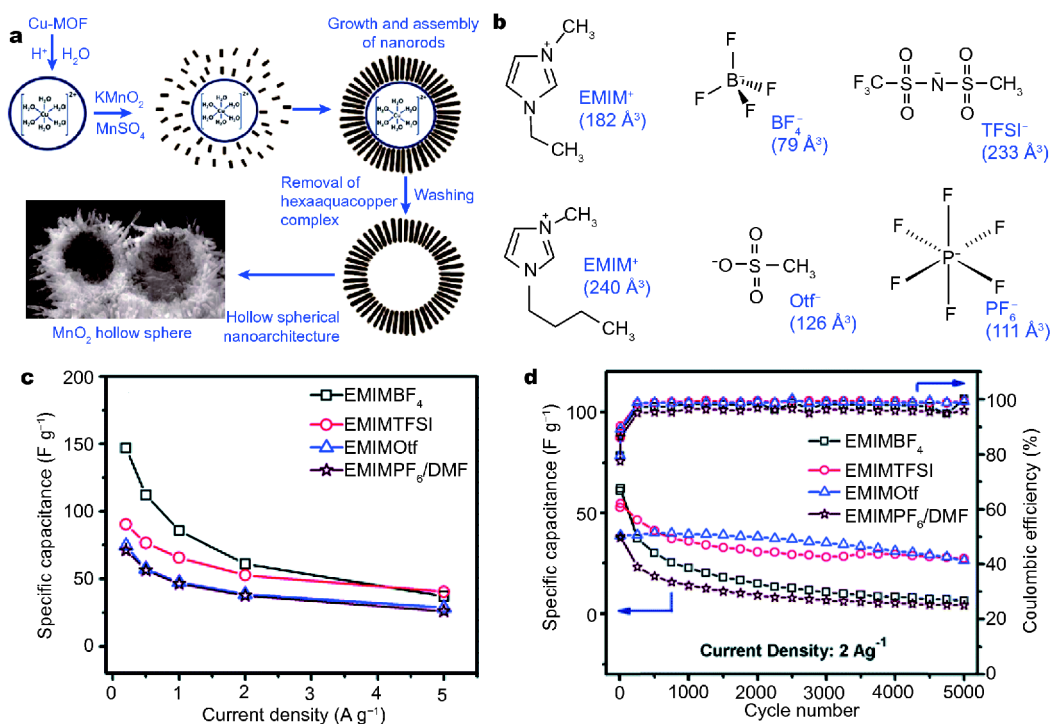 a
Cu-MOF
H⁺ H₂O
KMnO₂
MnSO₄
Growth and assembly
of nanorods
Removal of
hexaaquacopper
complex
Washing
Hollow spherical
nanoarchitecture
MnO₂ hollow sphere
b
CH₃
N⁺
N
CH₃
EMIM⁺
(182 Å³)
F
B⁻
F
F
F
BF₄⁻
(79 Å³)
O O
F₃C S N⁻ S CH₃
O O
TFSI⁻
(233 Å³)
CH₃
N⁺
N
CH₃
EMIM⁺
(240 Å³)
O
⁻O S CH₃
O
Otf⁻
(126 Å³)
F
F F
P⁻
F F
F
PF₆⁻
(111 Å³)
c
Specific capacitance (F g⁻¹)
200
150
100
50
0
EMIMBF₄
EMIMTFSI
EMIMOtf
EMIMPF₆/DMF
0 1 2 3 4 5
Current density (A g⁻¹)
d
Specific capacitance (F g⁻¹)
100
50
0
EMIMBF₄
EMIMTFSI
EMIMOtf
EMIMPF₆/DMF
Current Density: 2 Ag⁻¹
0 1000 2000 3000 4000 5000
Cycle number
100
80
60
40
20
0
Coulombic efficiency (%)